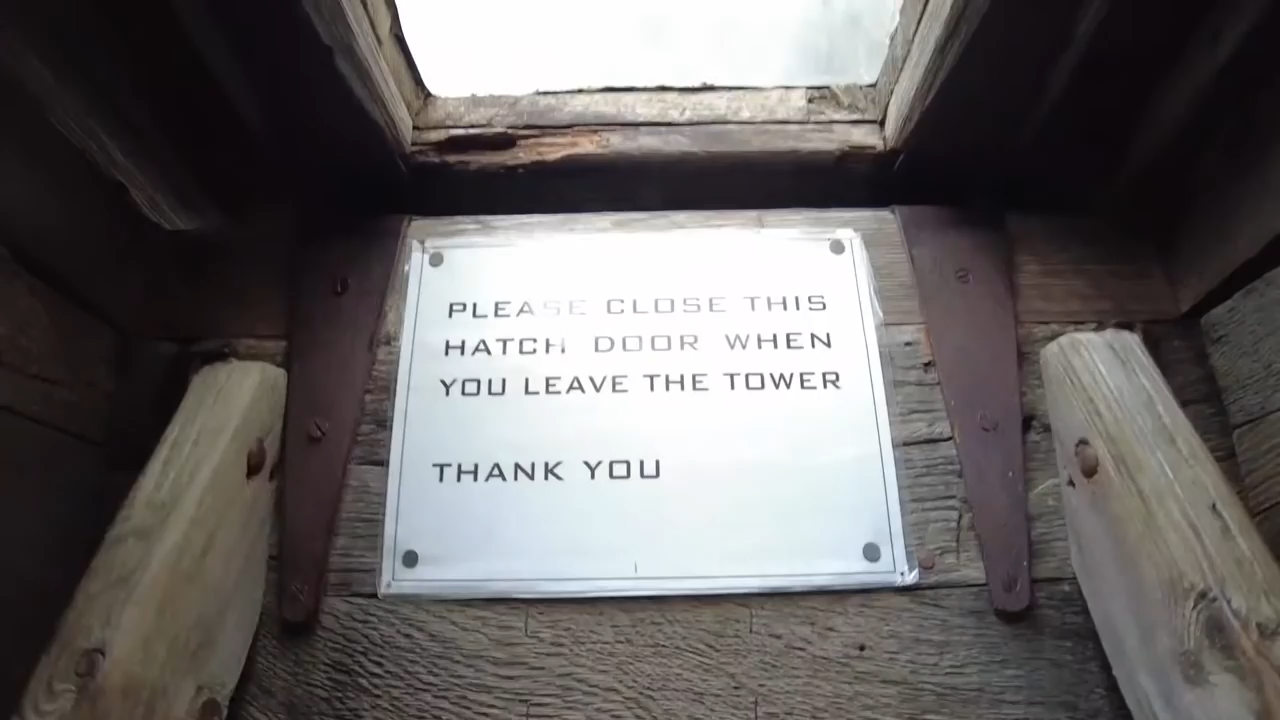 PLEASE CLOSE THIS
HATCH DOOR WHEN
YOU LEAVE THE TOWER
THANK YOU